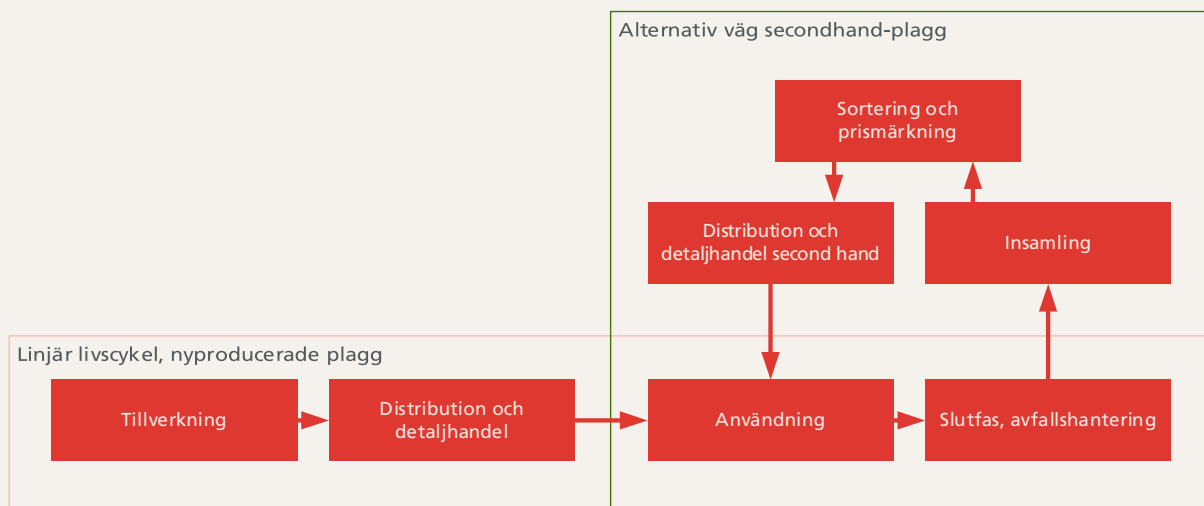 Alternativ väg secondhand-plagg
Sortering och
prismärkning
Distribution och
detaljhandel second hand
Insamling
Linjär livscykel, nyproducerade plagg
Tillverkning
Distribution och
detaljhandel
Användning
Slutfas, avfallshantering